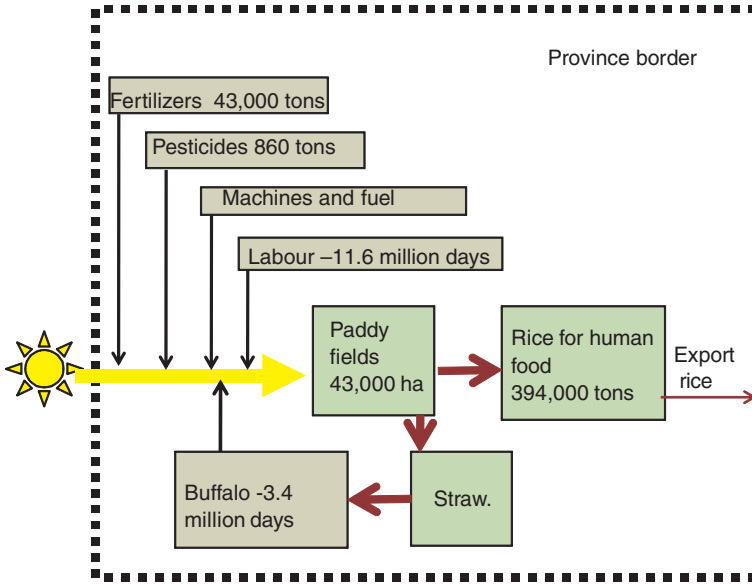 Province border
Fertilizers 43,000 tons
Pesticides 860 tons
Machines and fuel
Labour –11.6 million days
Paddy
fields
43,000 ha
Rice for human
food
394,000 tons
Export
rice
Buffalo -3.4
million days
Straw.